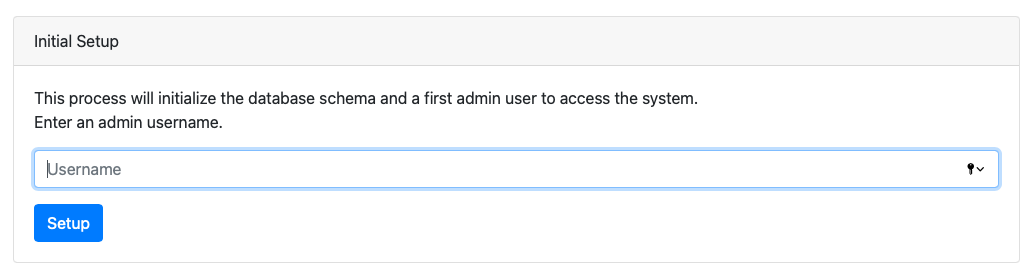 Initial Setup
This process will initialize the database schema and a first admin user to access the system.
Enter an admin username.
Username
Setup